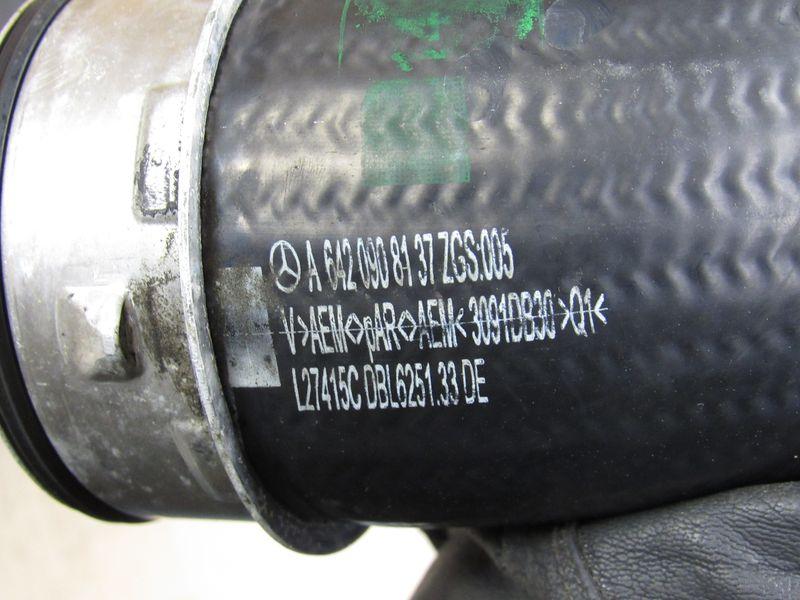 A 642 090 81 37 ZGS:005
V>AEM<>pAR<>AEM< 3091DB30 >Q1<
L27415C DBL6251.33 DE